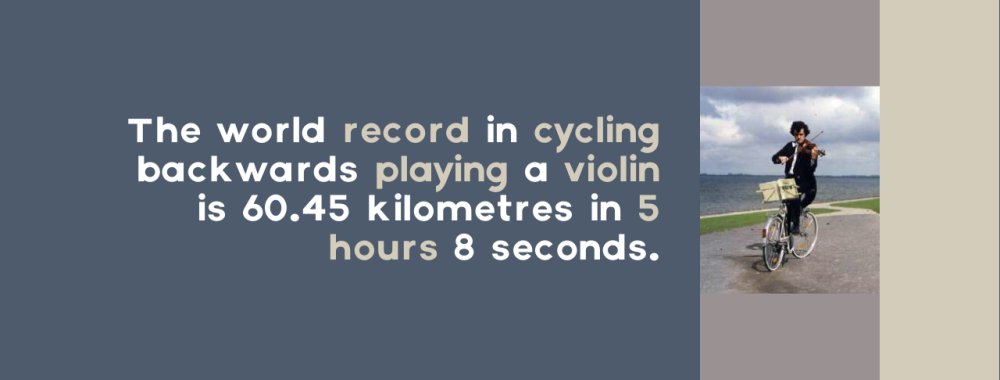 The world record in cycling
backwards playing a violin
is 60.45 kilometres in 5
hours 8 seconds.